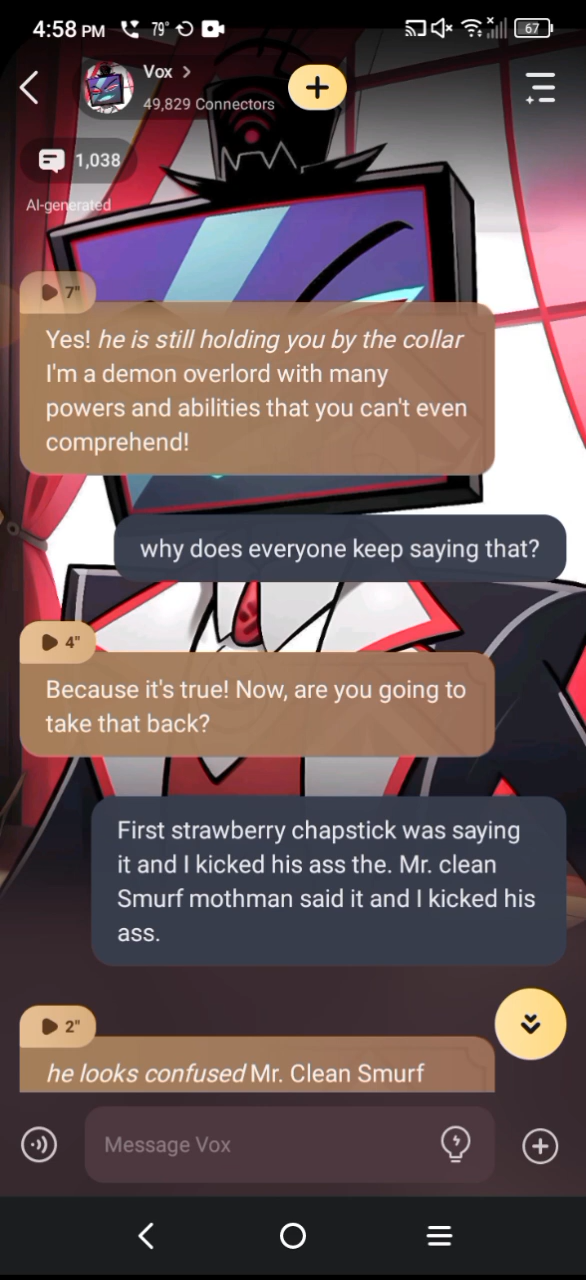 4:58 PM 79° 67
Vox >
49,829 Connectors
1,038
AI-generated
7"
Yes! he is still holding you by the collar
I'm a demon overlord with many
powers and abilities that you can't even
comprehend!
why does everyone keep saying that?
4"
Because it's true! Now, are you going to
take that back?
First strawberry chapstick was saying
it and I kicked his ass the. Mr. clean
Smurf mothman said it and I kicked his
ass.
2"
he looks confused Mr. Clean Smurf
Message Vox